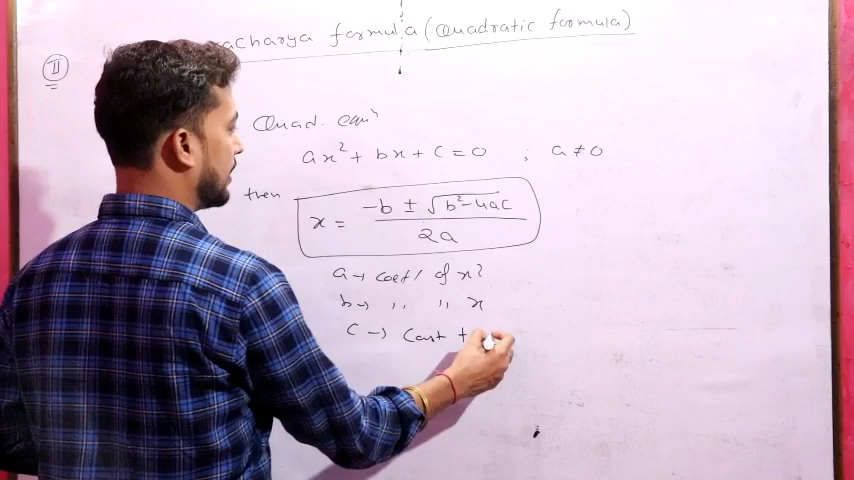 acharya formula (Quadratic formula)
II
Quad. eqn
ax² + bx + c = 0 ; a ≠ 0
then
x = -b ± √b²-4ac / 2a
a → coef/ of x²
b → ,, ,, x
c → Const t